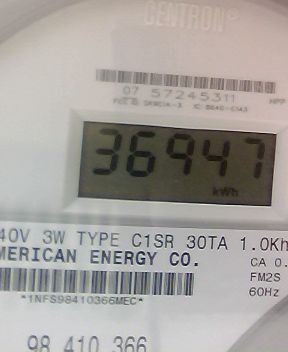 CENTRON®
07 57245311
36947
kWh
40V 3W TYPE C1SR 30TA 1.0Kh
MERICAN ENERGY CO.
CA 0.
FM2S
60Hz
*1NFS98410366MEC*
98 410 366